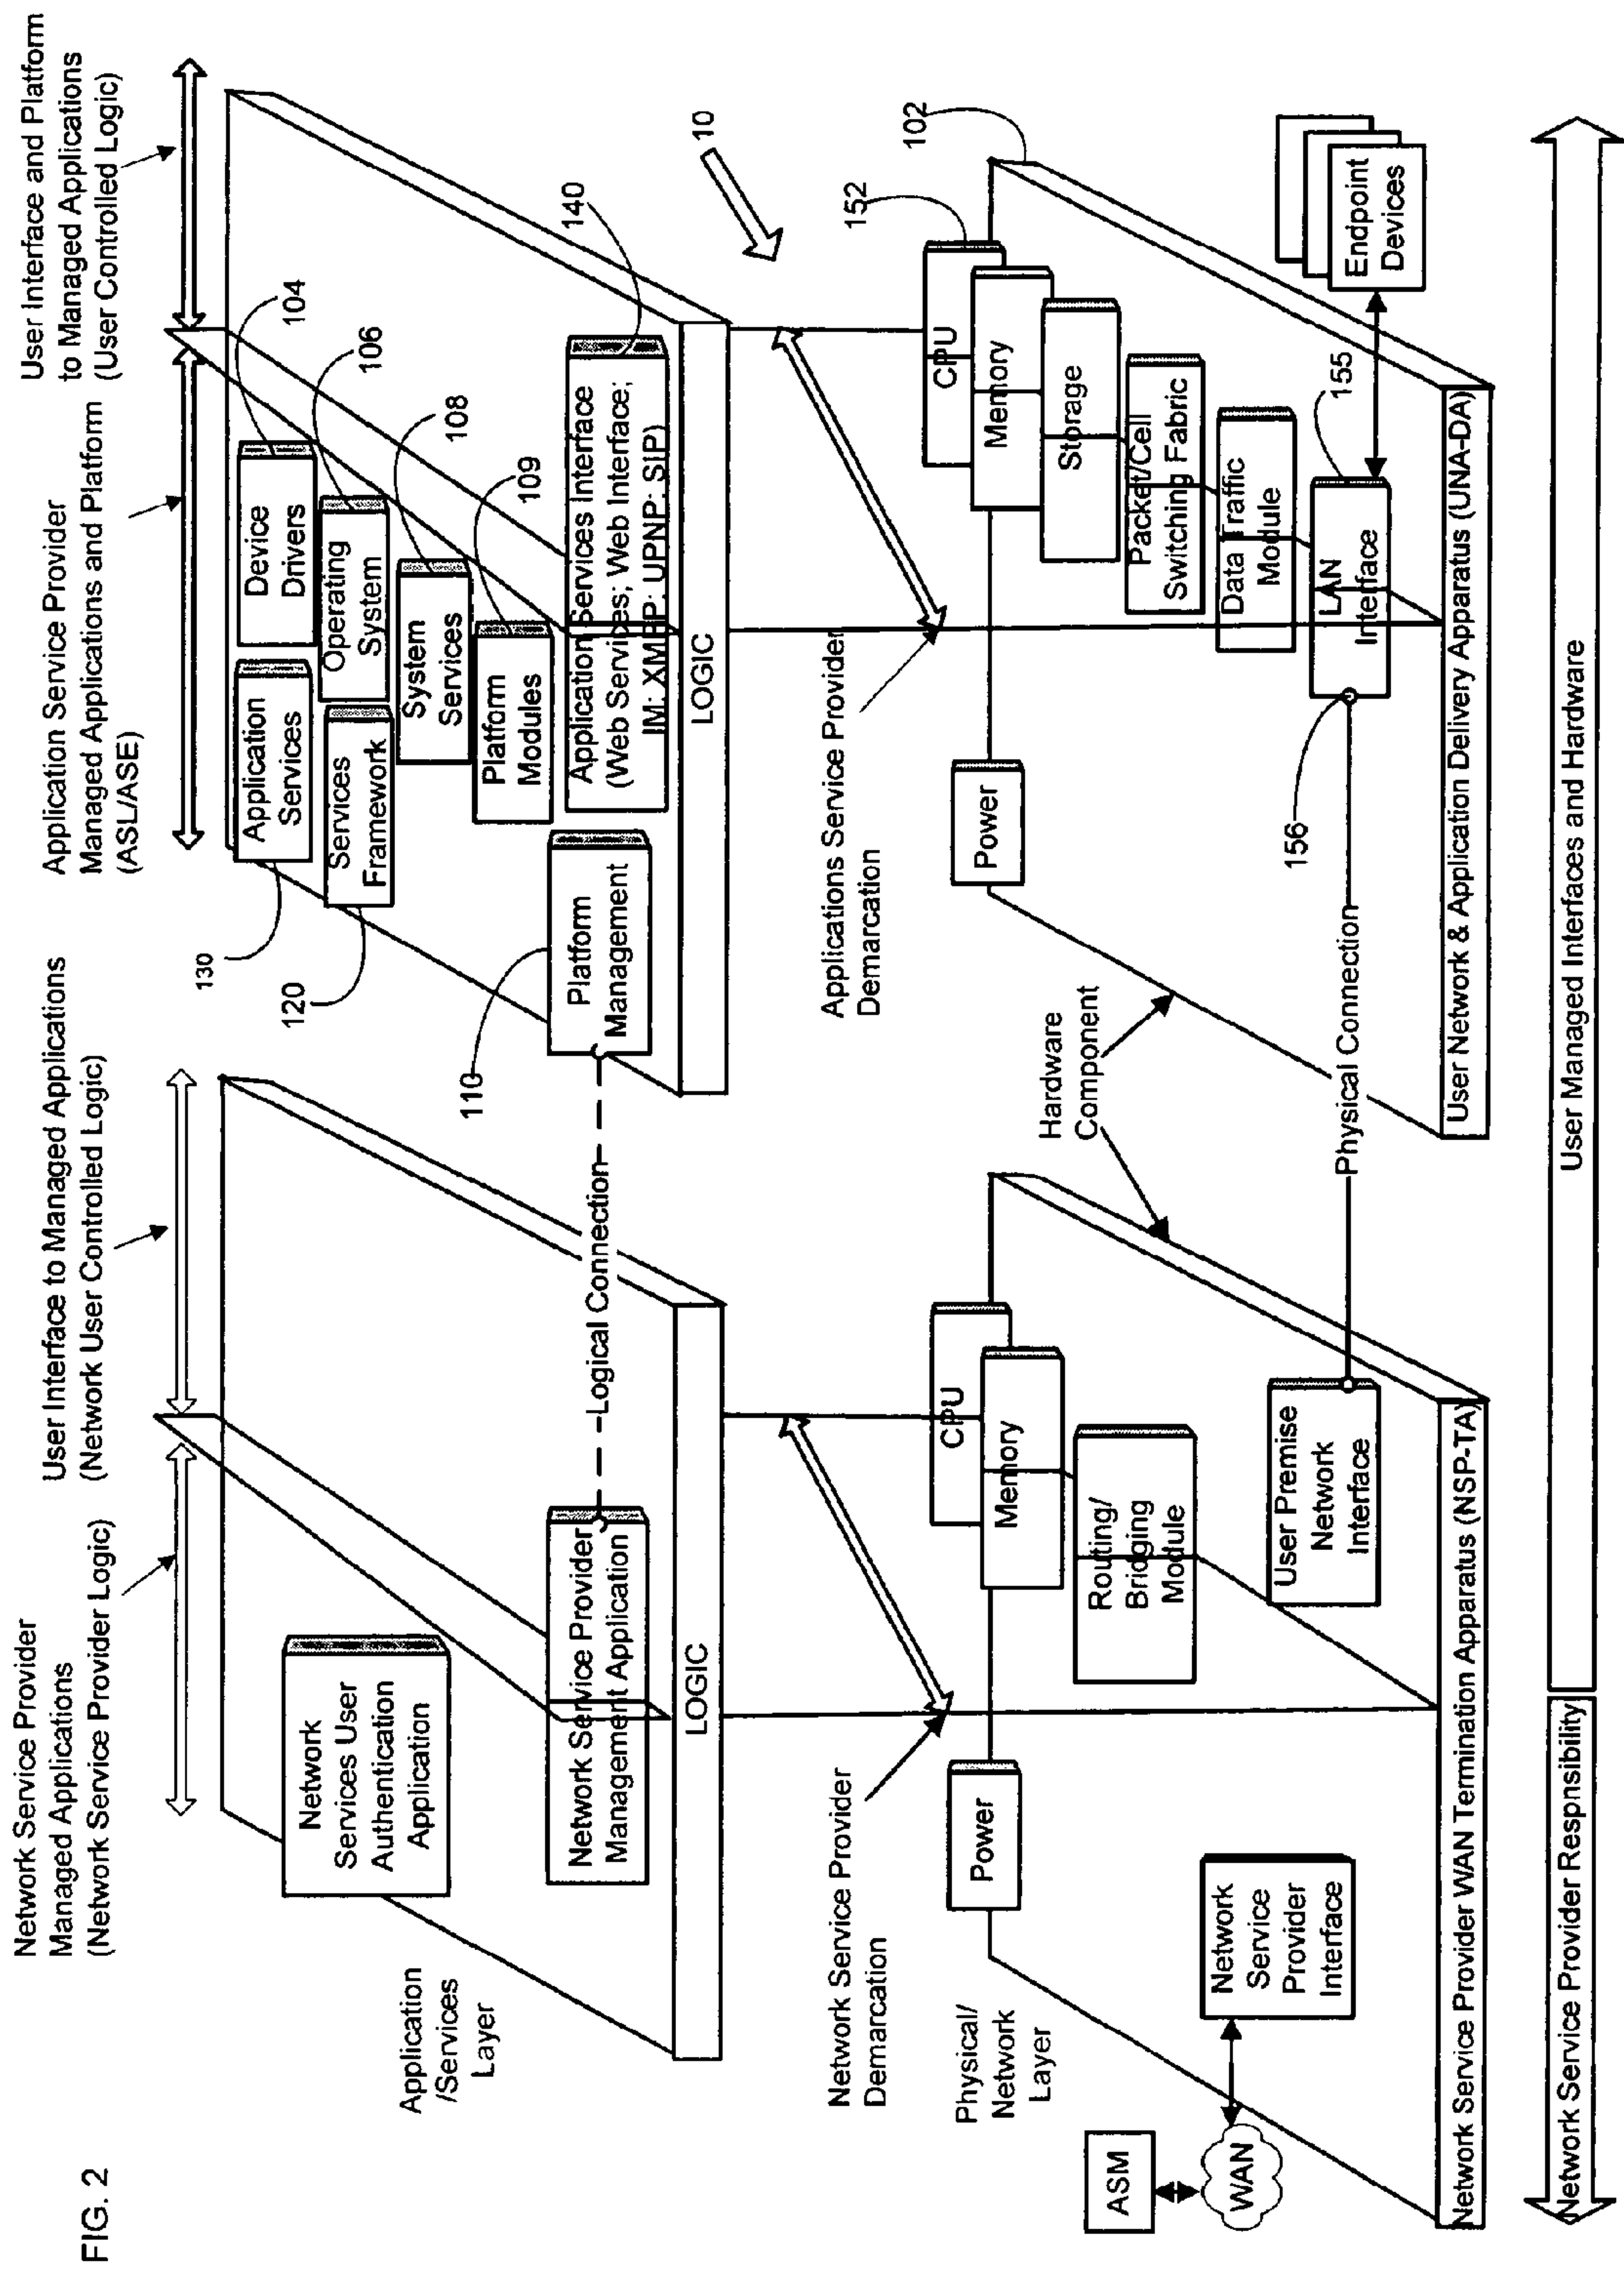 FIG. 2
Network Service Provider
Managed Applications
(Network Service Provider Logic)
User Interface to Managed Applications
(Network User Controlled Logic)
Application Service Provider
Managed Applications and Platform
(ASL/ASE)
User Interface and Platform
to Managed Applications
(User Controlled Logic)
Application
/Services
Layer
Network
Services User
Authentication
Application
Network Service Provider
Management Application
LOGIC
Logical Connection
130
120
110
Application
Services
Services
Framework
Platform
Management
Device
Drivers
Operating
System
System
Services
Platform
Modules
Application Services Interface
(Web Services; Web Interface;
IM: XMPP: UPNP: SIP)
LOGIC
104
106
108
109
140
10
Network Service Provider
Demarcation
Applications Service Provider
Demarcation
Physical/
Network
Layer
ASM
WAN
Network
Service
Provider
Interface
Power
CPU
Memory
Routing/
Bridging
Module
User Premise
Network
Interface
Network Service Provider WAN Termination Apparatus (NSP-TA)
Hardware
Component
Physical Connection
Power
CPU
Memory
Storage
Packet/Cell
Switching Fabric
Data Traffic
Module
LAN
Interface
152
102
155
156
Endpoint
Devices
User Network & Application Delivery Apparatus (UNA-DA)
Network Service Provider Respnsibility
User Managed Interfaces and Hardware